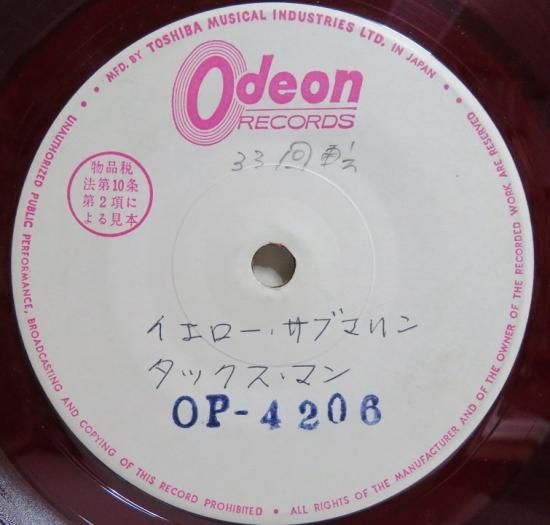 • MFD. BY TOSHIBA MUSICAL INDUSTRIES LTD. IN JAPAN •
Odeon
RECORDS
33回転
物品税
法第10条
第2項に
よる見本
イエロー・サブマリン
タックス・マン
OP-4206
UNAUTHORIZED PUBLIC PERFORMANCE, BROADCASTING AND COPYING OF THIS RECORD PROHIBITED • ALL RIGHTS OF THE MANUFACTURER AND OF THE OWNER OF THE RECORDED WORK ARE RESERVED